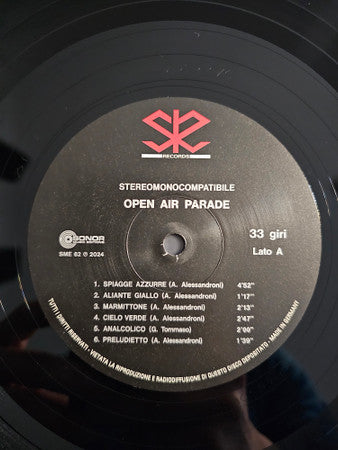 SR
RECORDS
STEREOMONOCOMPATIBILE
OPEN AIR PARADE
33 giri
Lato A
SONOR
SME 62 ℗ 2024
1. SPIAGGE AZZURRE (A. Alessandroni) 4'52"
2. ALIANTE GIALLO (A. Alessandroni) 1'17"
3. MARMITTONE (A. Alessandroni) 2'13"
4. CIELO VERDE (A. Alessandroni) 2'47"
5. ANALCOLICO (G. Tommaso) 2'00"
6. PRELUDIETTO (A. Alessandroni) 1'39"
TUTTI I DIRITTI RISERVATI - VIETATA LA RIPRODUZIONE E RADIODIFFUSIONE DI QUESTO DISCO DEPOSITATO - MADE IN GERMANY